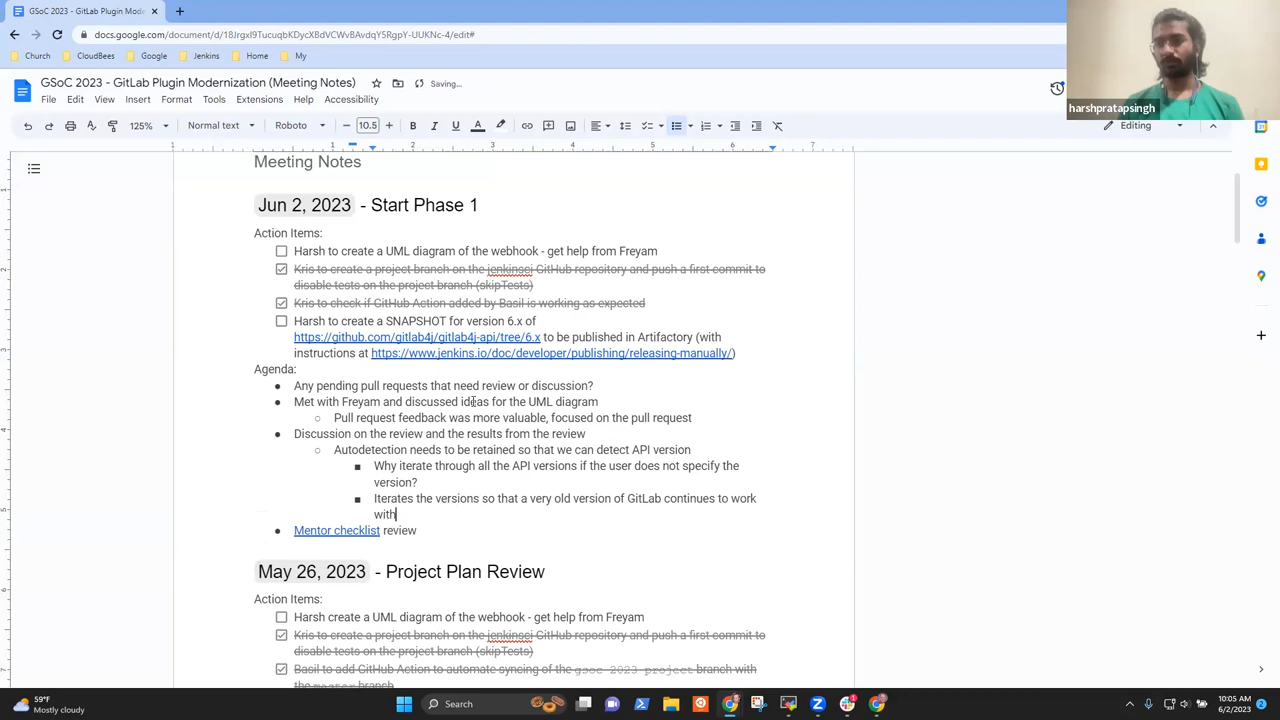 GSoC 2023 - GitLab Plugin Mode
docs.google.com/document/d/18JrgxI9TucuqbKDycXBdVCWvBAvdqY5RgpY-UUKNc-4/edit#
Church CloudBees Google Jenkins Home My
GSoC 2023 - GitLab Plugin Modernization (Meeting Notes) Saving...
File Edit View Insert Format Tools Extensions Help Accessibility
125% Normal text Roboto 10.5 Editing
harshpratapsingh
1 1 2 3 4 5 6 7
Meeting Notes
Jun 2, 2023 - Start Phase 1
Action Items:
Harsh to create a UML diagram of the webhook - get help from Freyam
Kris to create a project branch on the jenkinsci GitHub repository and push a first commit to
disable tests on the project branch (skipTests)
Kris to check if GitHub Action added by Basil is working as expected
Harsh to create a SNAPSHOT for version 6.x of
https://github.com/gitlab4j/gitlab4j-api/tree/6.x to be published in Artifactory (with
instructions at https://www.jenkins.io/doc/developer/publishing/releasing-manually/)
Agenda:
● Any pending pull requests that need review or discussion?
● Met with Freyam and discussed ideas for the UML diagram
○ Pull request feedback was more valuable, focused on the pull request
● Discussion on the review and the results from the review
○ Autodetection needs to be retained so that we can detect API version
■ Why iterate through all the API versions if the user does not specify the
version?
■ Iterates the versions so that a very old version of GitLab continues to work
with
● Mentor checklist review
May 26, 2023 - Project Plan Review
Action Items:
Harsh create a UML diagram of the webhook - get help from Freyam
Kris to create a project branch on the jenkinsci GitHub repository and push a first commit to
disable tests on the project branch (skipTests)
Basil to add GitHub Action to automate syncing of the gsoc 2023 project branch with
the master branch
59°F
Mostly cloudy
Search
10:05 AM
6/2/2023